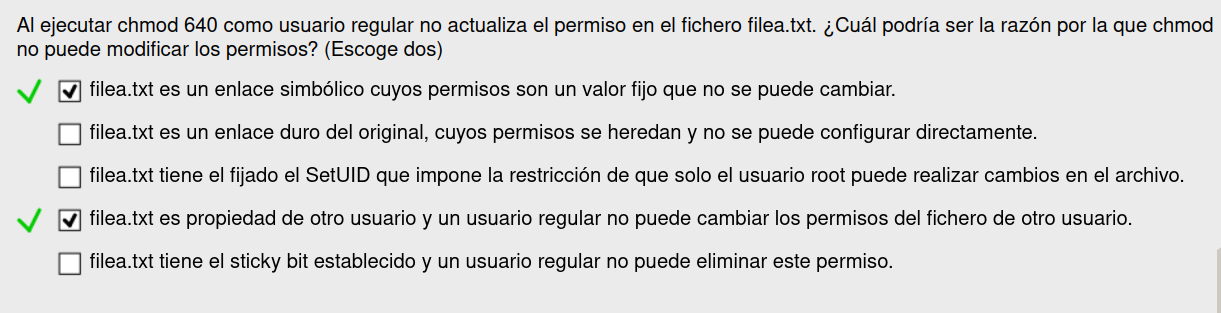 Al ejecutar chmod 640 como usuario regular no actualiza el permiso en el fichero filea.txt. ¿Cuál podría ser la razón por la que chmod
no puede modificar los permisos? (Escoge dos)
filea.txt es un enlace simbólico cuyos permisos son un valor fijo que no se puede cambiar.
filea.txt es un enlace duro del original, cuyos permisos se heredan y no se puede configurar directamente.
filea.txt tiene el fijado el SetUID que impone la restricción de que solo el usuario root puede realizar cambios en el archivo.
filea.txt es propiedad de otro usuario y un usuario regular no puede cambiar los permisos del fichero de otro usuario.
filea.txt tiene el sticky bit establecido y un usuario regular no puede eliminar este permiso.